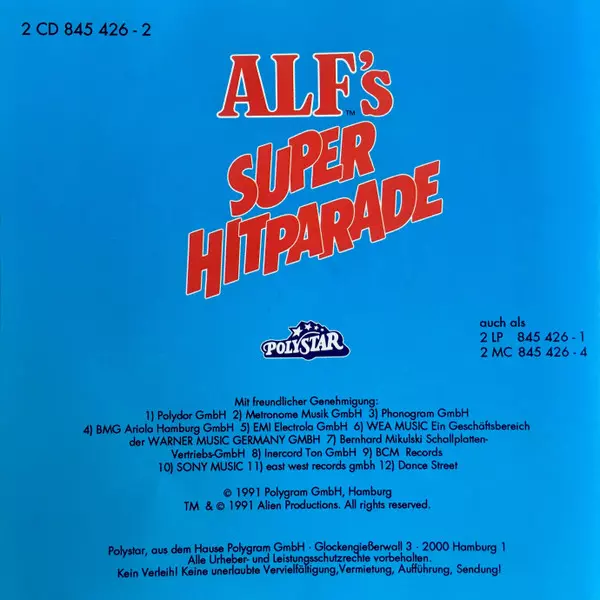 2 CD 845 426 - 2
ALF's
TM
SUPER
HITPARADE
POLYSTAR
auch als
2 LP 845 426 - 1
2 MC 845 426 - 4
Mit freundlicher Genehmigung:
1) Polydor GmbH 2) Metronome Musik GmbH 3) Phonogram GmbH
4) BMG Ariola Hamburg GmbH 5) EMI Electrola GmbH 6) WEA MUSIC Ein Geschäftsbereich
der WARNER MUSIC GERMANY GMBH 7) Bernhard Mikulski Schallplatten-
Vertriebs-GmbH 8) Inercord Ton GmbH 9) BCM Records
10) SONY MUSIC 11) east west records gmbh 12) Dance Street
© 1991 Polygram GmbH, Hamburg
TM & © 1991 Alien Productions. All rights reserved.
Polystar, aus dem Hause Polygram GmbH · Glockengießerwall 3 · 2000 Hamburg 1
Alle Urheber- und Leistungsschutzrechte vorbehalten.
Kein Verleih! Keine unerlaubte Vervielfältigung,Vermietung, Aufführung, Sendung!